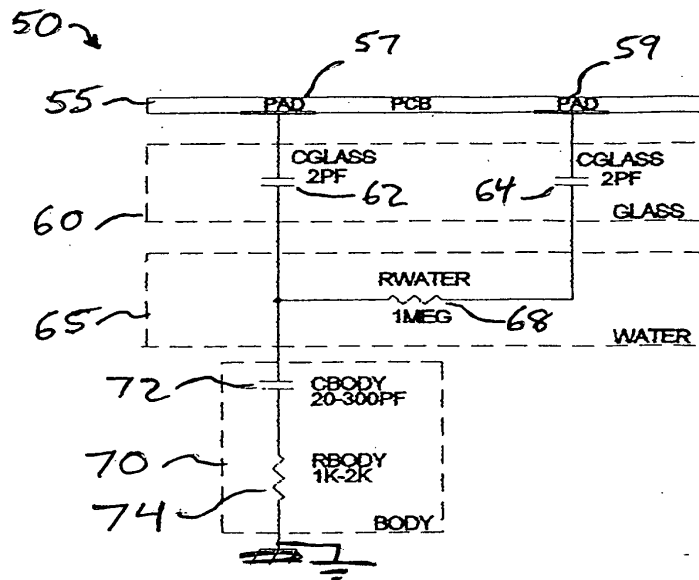 50
57
59
55
PAD PCB PAD
CGLASS
2PF
62
CGLASS
2PF
64
60
GLASS
RWATER
1MEG
68
65
WATER
72
CBODY
20-300PF
70
RBODY
1K-2K
74
BODY